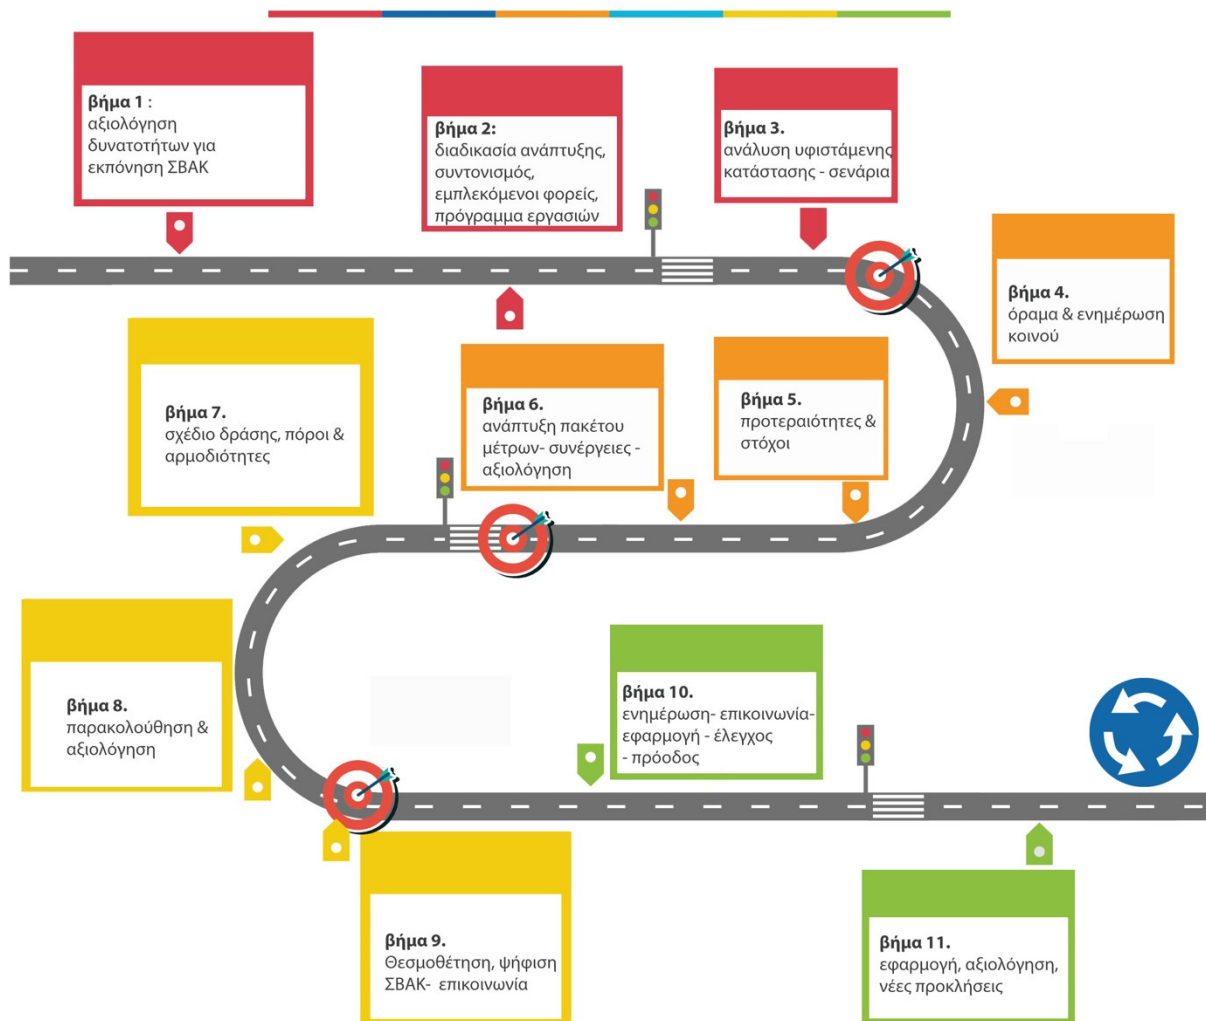 βήμα 1 :
αξιολόγηση
δυνατοτήτων για
εκπόνηση ΣΒΑΚ
βήμα 2:
διαδικασία ανάπτυξης,
συντονισμός,
εμπλεκόμενοι φορείς,
πρόγραμμα εργασιών
βήμα 3.
ανάλυση υφιστάμενης
κατάστασης - σενάρια
βήμα 4.
όραμα & ενημέρωση
κοινού
βήμα 5.
προτεραιότητες &
στόχοι
βήμα 6.
ανάπτυξη πακέτου
μέτρων- συνέργειες -
αξιολόγηση
βήμα 7.
σχέδιο δράσης, πόροι &
αρμοδιότητες
βήμα 8.
παρακολούθηση &
αξιολόγηση
βήμα 9.
Θεσμοθέτηση, ψήφιση
ΣΒΑΚ- επικοινωνία
βήμα 10.
ενημέρωση- επικοινωνία-
εφαρμογή - έλεγχος
- πρόοδος
βήμα 11.
εφαρμογή, αξιολόγηση,
νέες προκλήσεις